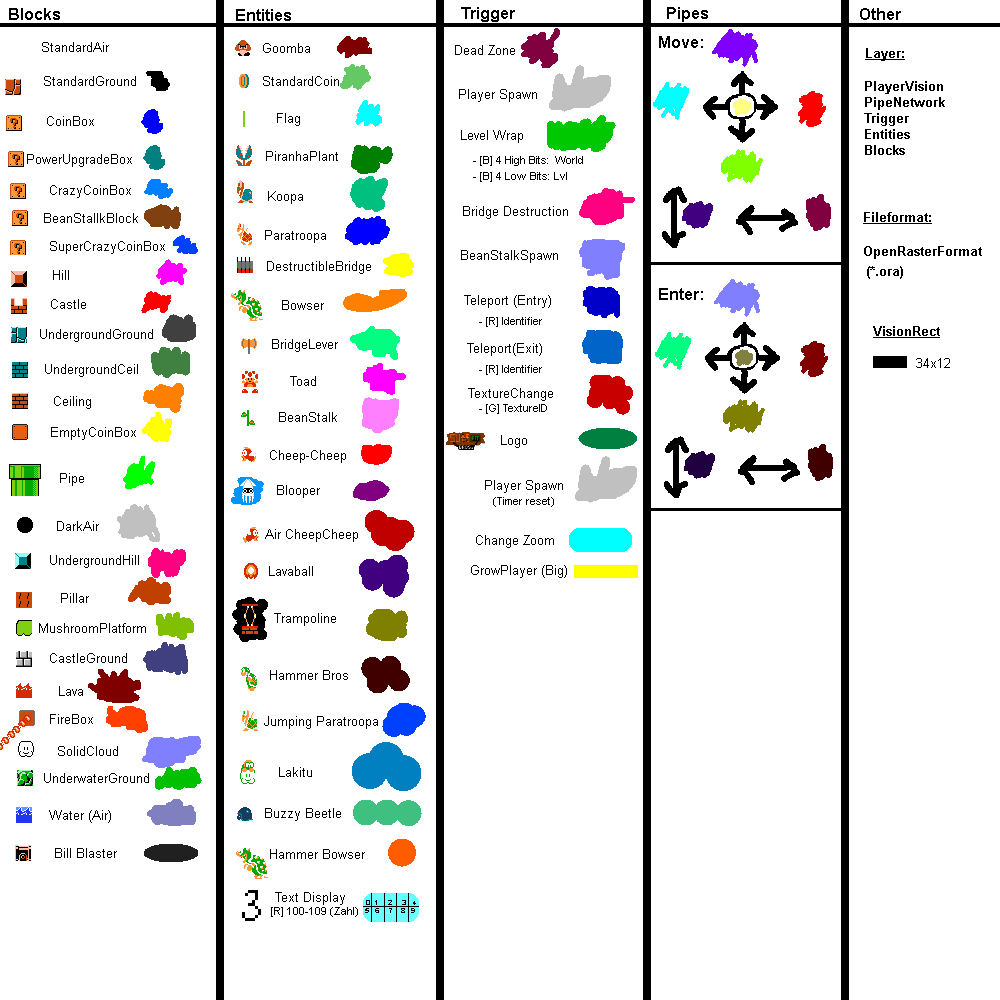 Blocks
StandardAir
StandardGround
CoinBox
PowerUpgradeBox
CrazyCoinBox
BeanStallkBlock
SuperCrazyCoinBox
Hill
Castle
UndergroundGround
UndergroundCeil
Ceiling
EmptyCoinBox
Pipe
DarkAir
UndergroundHill
Pillar
MushroomPlatform
CastleGround
Lava
FireBox
SolidCloud
UnderwaterGround
Water (Air)
Bill Blaster
Entities
Goomba
StandardCoin
Flag
PiranhaPlant
Koopa
Paratroopa
DestructibleBridge
Bowser
BridgeLever
Toad
BeanStalk
Cheep-Cheep
Blooper
Air CheepCheep
Lavaball
Trampoline
Hammer Bros
Jumping Paratroopa
Lakitu
Buzzy Beetle
Hammer Bowser
3 Text Display
[R] 100-109 (Zahl)
0 1 2 3 4
5 6 7 8 9
Trigger
Dead Zone
Player Spawn
Level Wrap
- [B] 4 High Bits: World
- [B] 4 Low Bits: Lvl
Bridge Destruction
BeanStalkSpawn
Teleport (Entry)
- [R] Identifier
Teleport(Exit)
- [R] Identifier
TextureChange
- [G] TextureID
Logo
Player Spawn
(Timer reset)
Change Zoom
GrowPlayer (Big)
Pipes
Move:
Enter:
Other
Layer:
PlayerVision
PipeNetwork
Trigger
Entities
Blocks
Fileformat:
OpenRasterFormat
(*.ora)
VisionRect
34x12